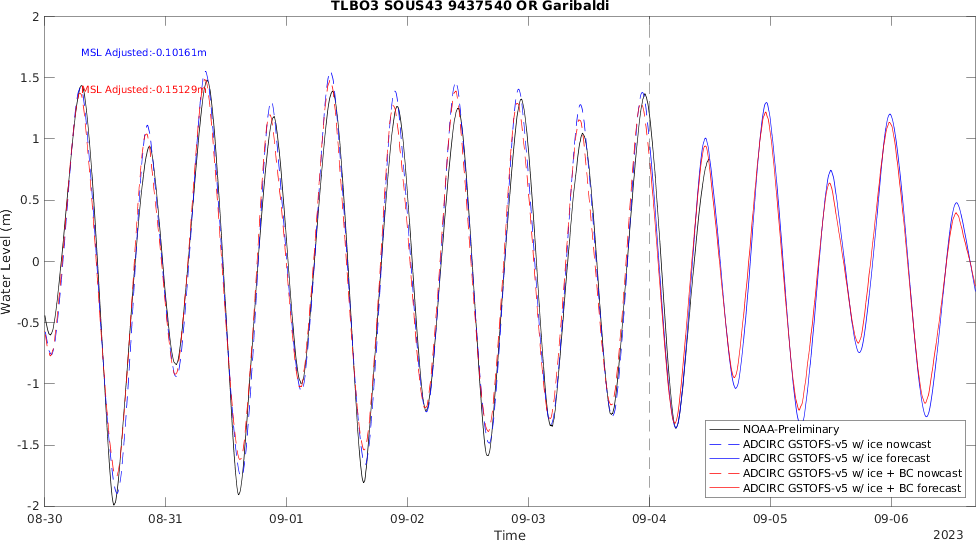 TLBO3 SOUS43 9437540 OR Garibaldi
MSL Adjusted:-0.10161m
MSL Adjusted:-0.15129m
Water Level (m)
2
1.5
1
0.5
0
-0.5
-1
-1.5
-2
08-30 08-31 09-01 09-02 09-03 09-04 09-05 09-06
Time
2023
NOAA-Preliminary
ADCIRC GSTOFS-v5 w/ ice nowcast
ADCIRC GSTOFS-v5 w/ ice forecast
ADCIRC GSTOFS-v5 w/ ice + BC nowcast
ADCIRC GSTOFS-v5 w/ ice + BC forecast